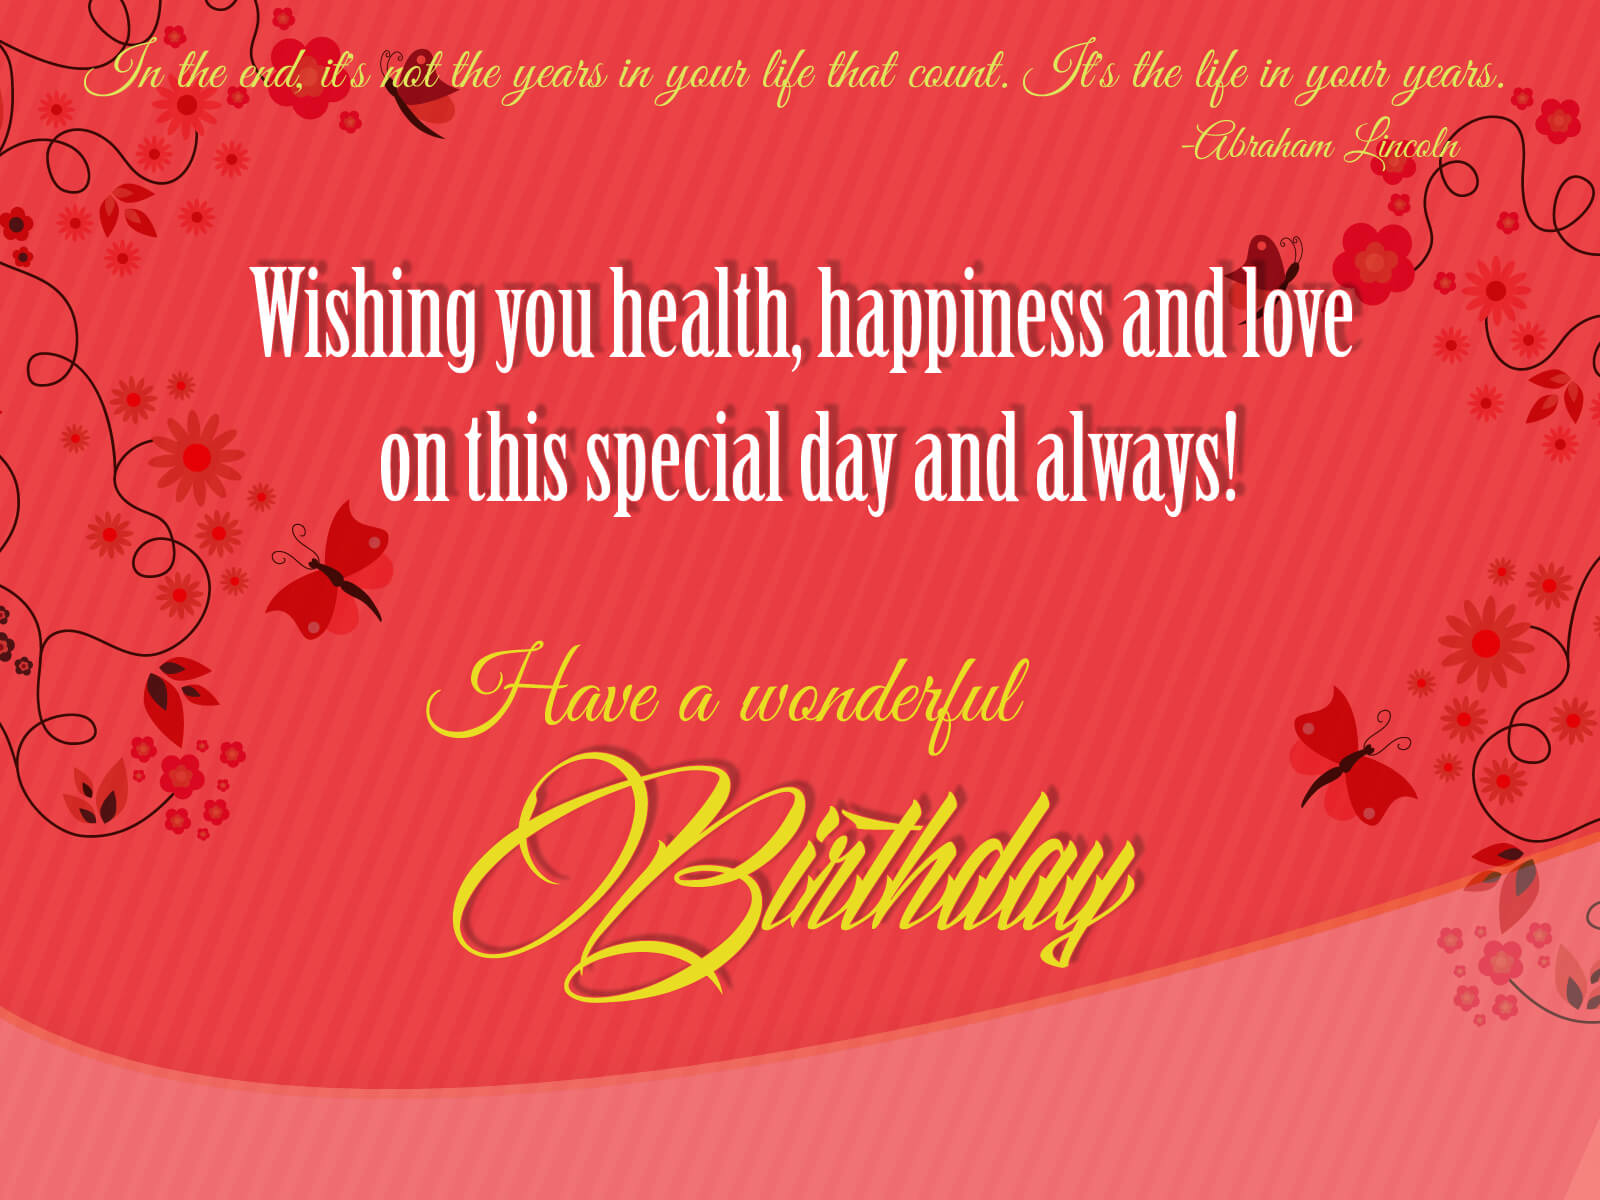 In the end, it's not the years in your life that count. It's the life in your years.
-Abraham Lincoln
Wishing you health, happiness and love
on this special day and always!
Have a wonderful
Birthday